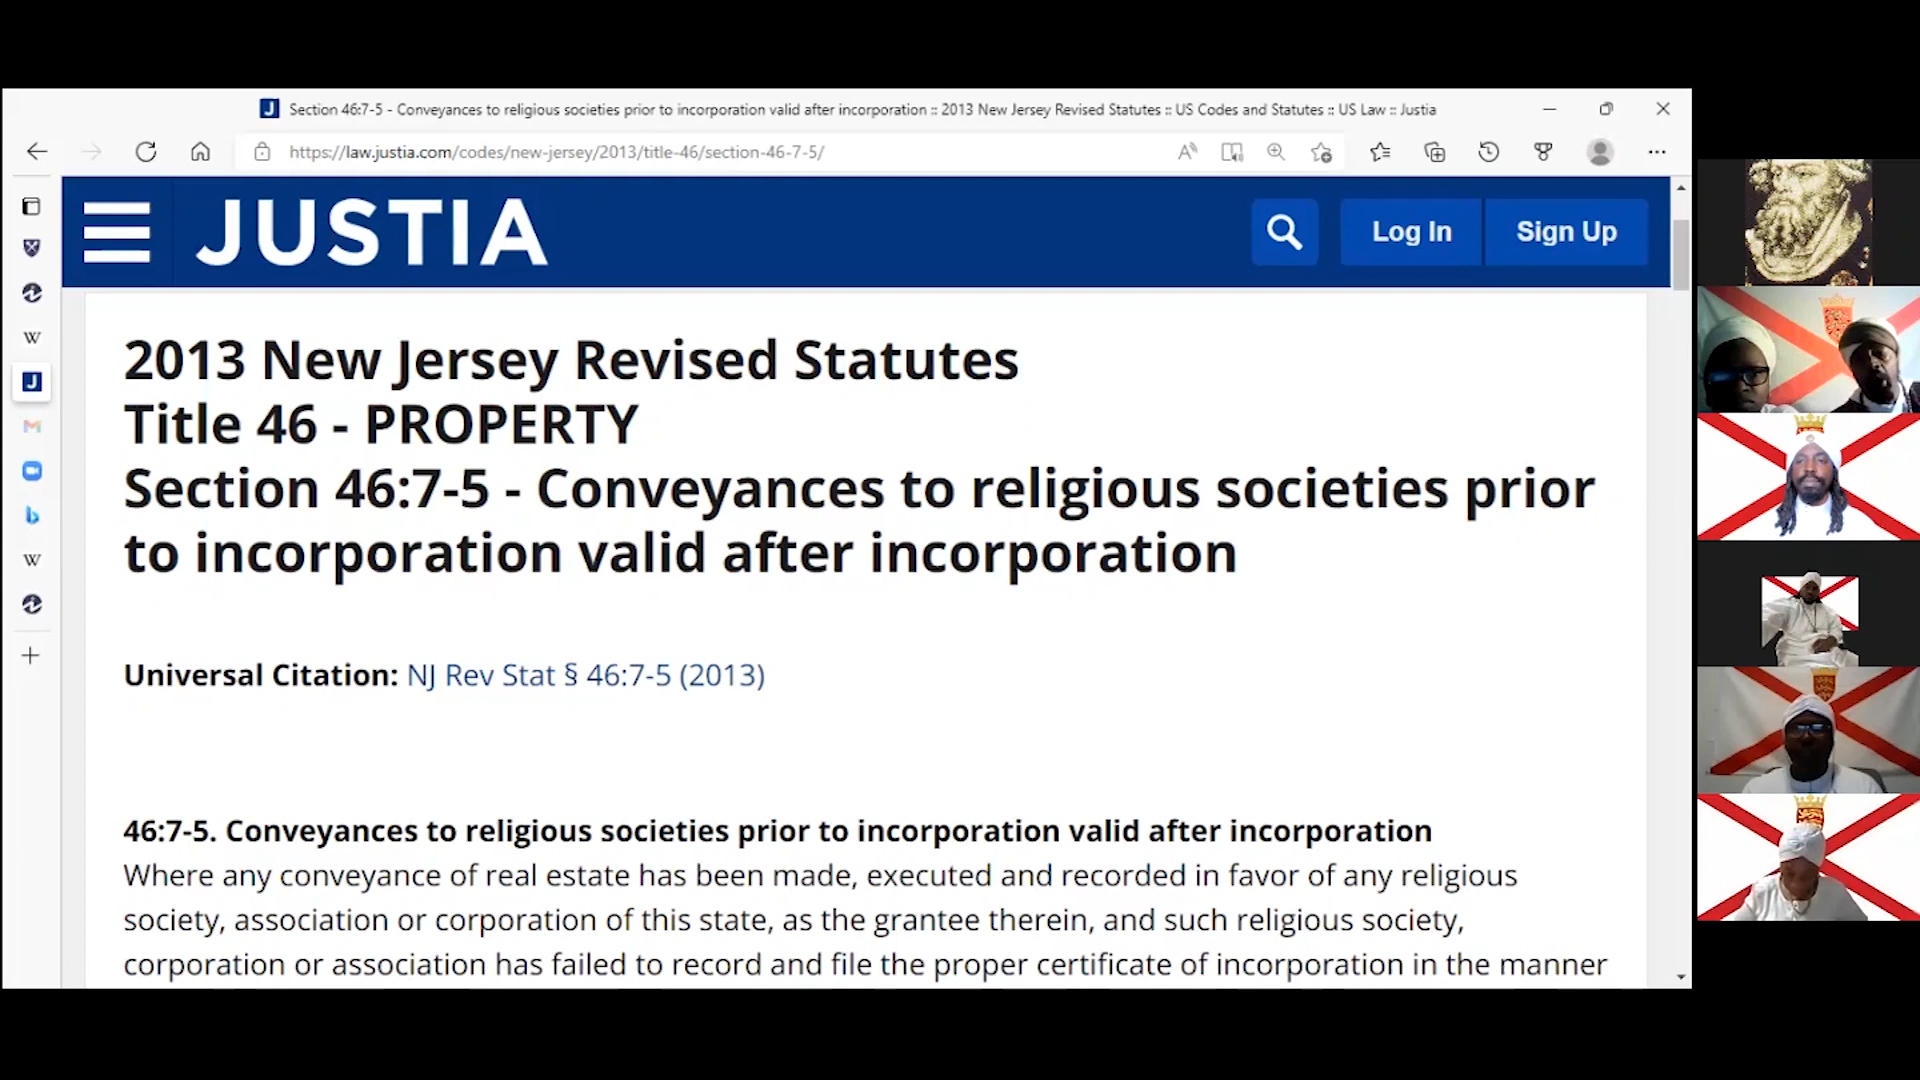 Section 46:7-5 - Conveyances to religious societies prior to incorporation valid after incorporation :: 2013 New Jersey Revised Statutes :: US Codes and Statutes :: US Law :: Justia
https://law.justia.com/codes/new-jersey/2013/title-46/section-46-7-5/
JUSTIA
Log In
Sign Up
2013 New Jersey Revised Statutes
Title 46 - PROPERTY
Section 46:7-5 - Conveyances to religious societies prior
to incorporation valid after incorporation
Universal Citation: NJ Rev Stat § 46:7-5 (2013)
46:7-5. Conveyances to religious societies prior to incorporation valid after incorporation
Where any conveyance of real estate has been made, executed and recorded in favor of any religious
society, association or corporation of this state, as the grantee therein, and such religious society,
corporation or association has failed to record and file the proper certificate of incorporation in the manner